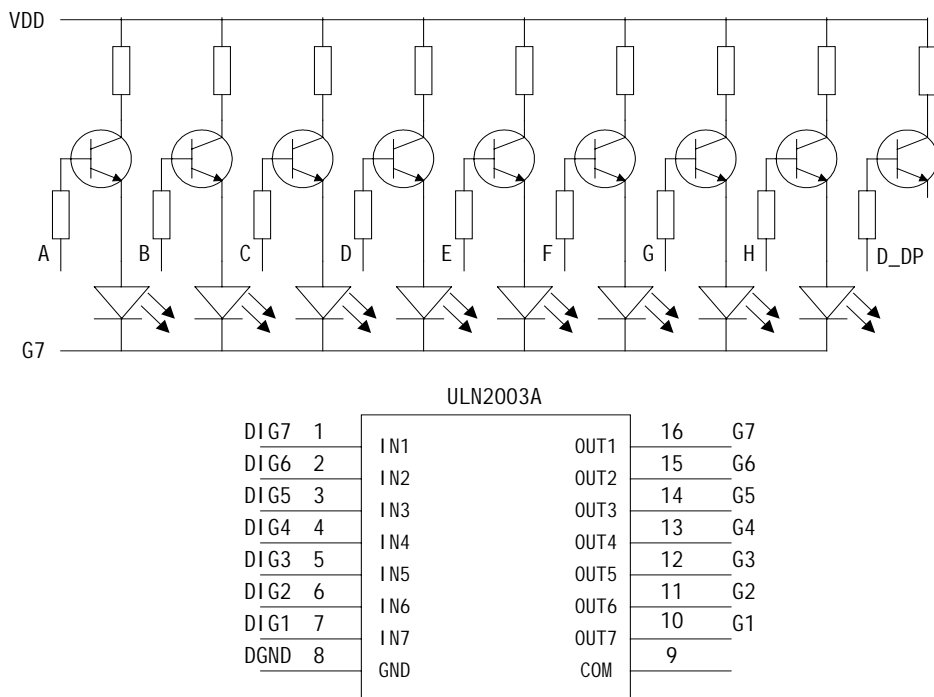 VDD
A B C D E F G H D_DP
G7
ULN2003A
DIG7 1 IN1 OUT1 16 G7
DIG6 2 IN2 OUT2 15 G6
DIG5 3 IN3 OUT3 14 G5
DIG4 4 IN4 OUT4 13 G4
DIG3 5 IN5 OUT5 12 G3
DIG2 6 IN6 OUT6 11 G2
DIG1 7 IN7 OUT7 10 G1
DGND 8 GND COM 9